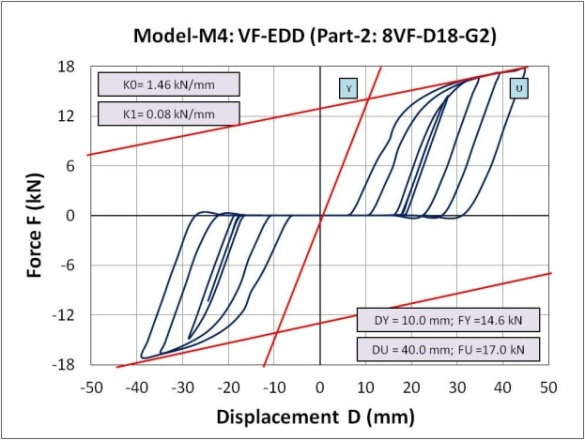 Model-M4: VF-EDD (Part-2: 8VF-D18-G2)
18
12
6
0
-6
-12
-18
Force F (kN)
K0= 1.46 kN/mm
K1= 0.08 kN/mm
Y
U
DY = 10.0 mm; FY =14.6 kN
DU = 40.0 mm; FU =17.0 kN
-50 -40 -30 -20 -10 0 10 20 30 40 50
Displacement D (mm)